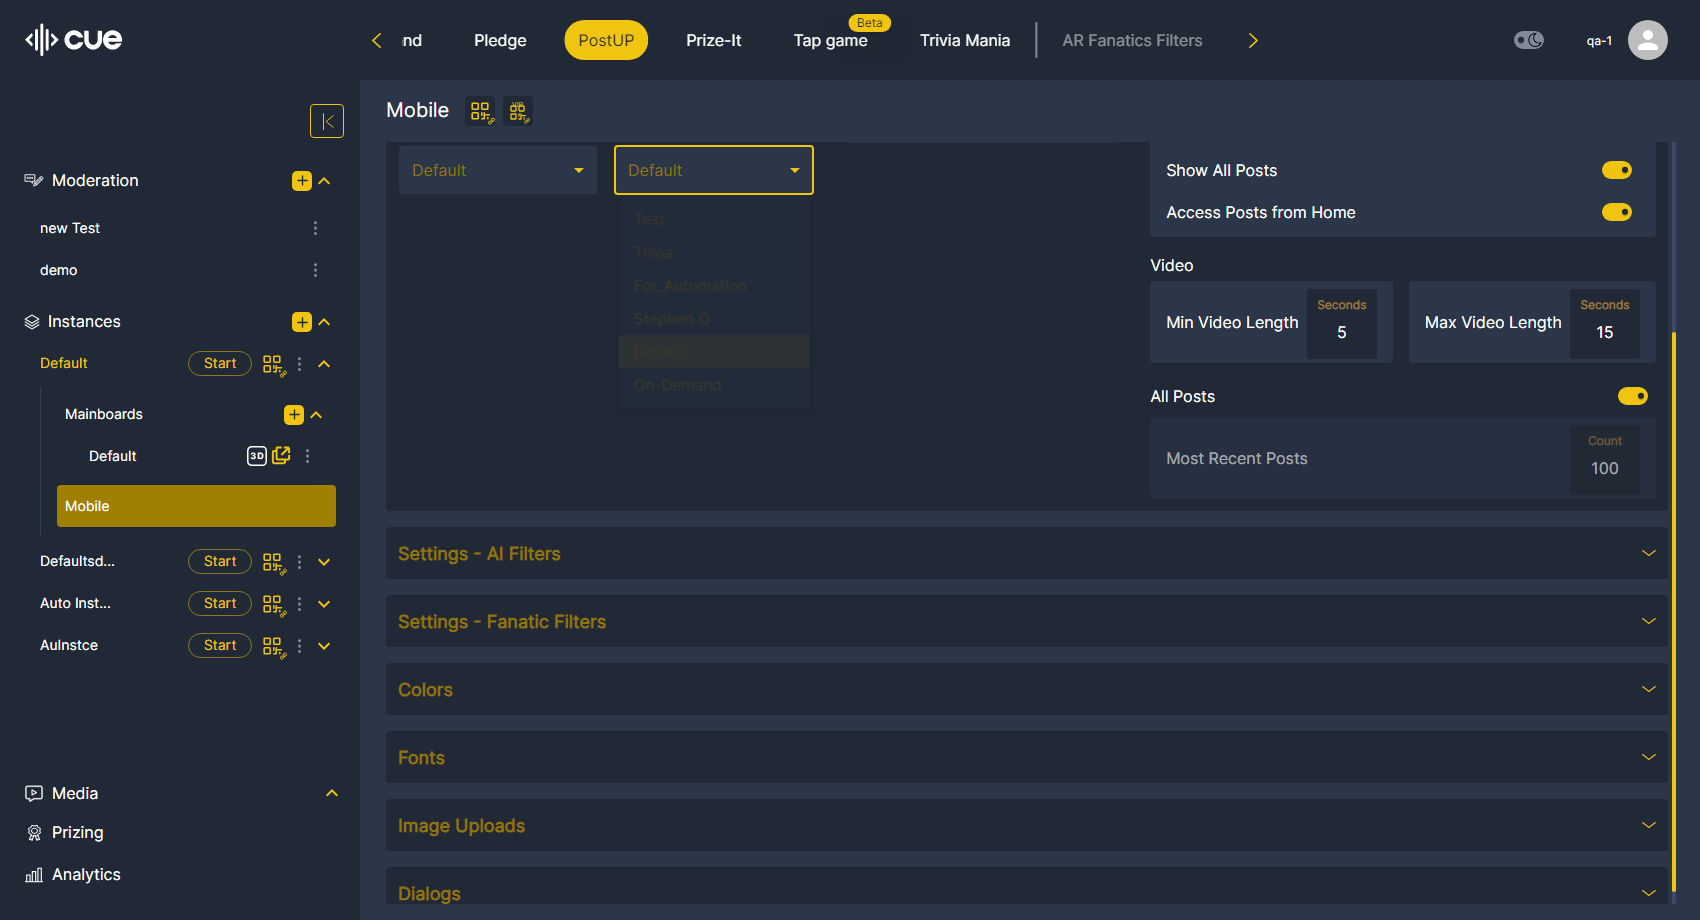 cue
nd
Pledge
PostUP
Prize-It
Beta
Tap game
Trivia Mania
AR Fanatics Filters
qa-1
Moderation
new Test
demo
Instances
Default
Start
Mainboards
Default
3D
Mobile
Defaultsd...
Start
Auto Inst...
Start
AuInstce
Start
Media
Prizing
Analytics
Mobile
Default
Default
Test
Trivia
For_Automation
Stephen O
Default
On-Demand
Show All Posts
Access Posts from Home
Video
Min Video Length
Seconds
5
Max Video Length
Seconds
15
All Posts
Most Recent Posts
Count
100
Settings - AI Filters
Settings - Fanatic Filters
Colors
Fonts
Image Uploads
Dialogs